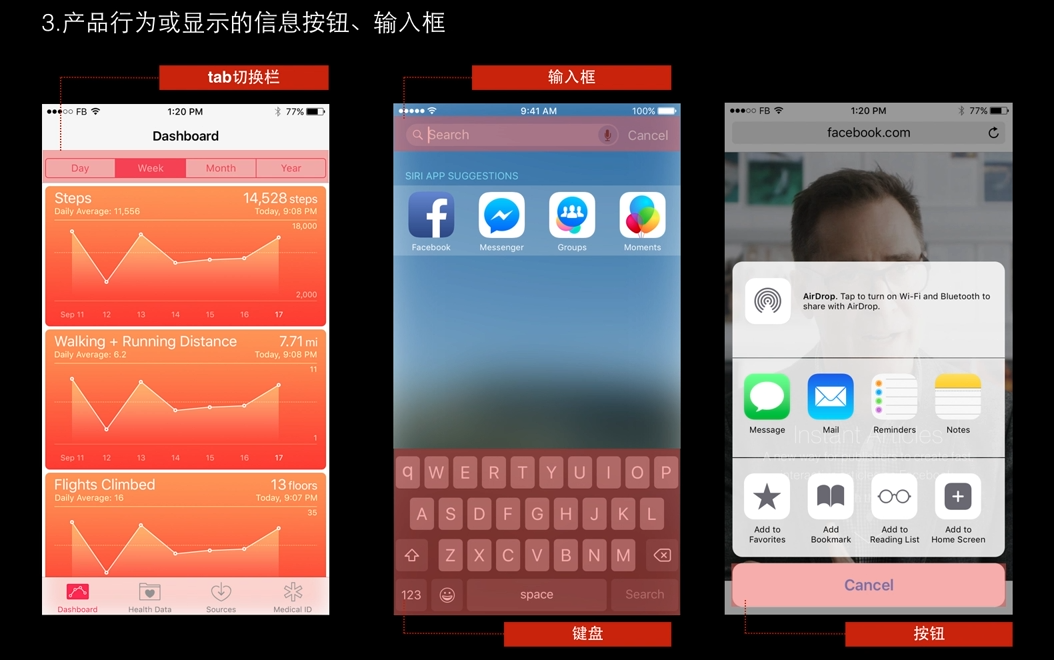 3.产品行为或显示的信息按钮、输入框
tab切换栏
FB 1:20 PM 77%
Dashboard
Day Week Month Year
Steps 14,528 steps
Daily Average: 11,556 Today, 9:08 PM
18,000
2,000
Sep 11 12 13 14 15 16 17
Walking + Running Distance 7.71 mi
Daily Average: 6.2 Today, 9:08 PM
11
1
Sep 11 12 13 14 15 16 17
Flights Climbed 13 floors
Daily Average: 16 Today, 9:07 PM
35
Dashboard Health Data Sources Medical ID
输入框
9:41 AM 100%
Search Cancel
SIRI APP SUGGESTIONS
Facebook Messenger Groups Moments
q W E R T Y U I O P
A S D F G H J K L
Z X C V B N M
123 space Search
键盘
FB 1:20 PM 77%
facebook.com
AirDrop. Tap to turn on Wi-Fi and Bluetooth to
share with AirDrop.
Message Mail Reminders Notes
Instant Articles
Add to Favorites
Add Bookmark
Add to Reading List
Add to Home Screen
Cancel
按钮